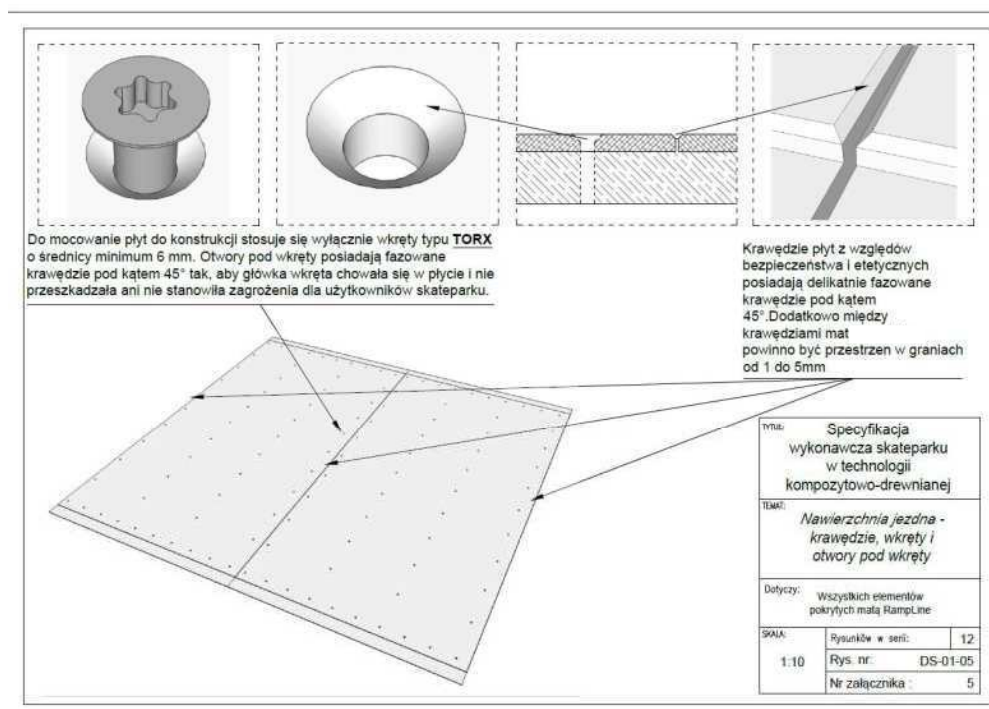 Do mocowanie płyt do konstrukcji stosuje się wyłącznie wkręty typu TORX
o średnicy minimum 6 mm. Otwory pod wkręty posiadają fazowane
krawędzie pod kątem 45° tak, aby główka wkręta chowała się w płycie i nie
przeszkadzała ani nie stanowiła zagrożenia dla użytkowników skateparku.
Krawędzie płyt z względów
bezpieczeństwa i etetycznych
posiadają delikatnie fazowane
krawędzie pod kątem
45°.Dodatkowo między
krawędziami mat
powinno być przestrzen w graniach
od 1 do 5mm
TYTUŁ:
Specyfikacja
wykonawcza skateparku
w technologii
kompozytowo-drewnianej
TEMAT:
Nawierzchnia jezdna -
krawędzie, wkręty i
otwory pod wkręty
Dotyczy:
Wszystkich elementów
pokrytych matą RampLine
SKALA:
1:10
Rysunków w serii: 12
Rys. nr: DS-01-05
Nr załącznika : 5